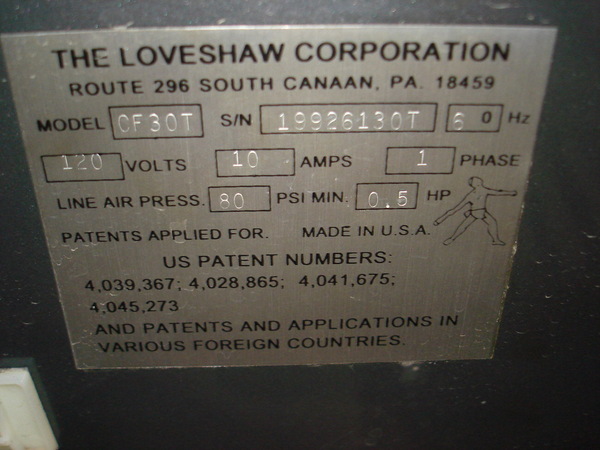 THE LOVESHAW CORPORATION
ROUTE 296 SOUTH CANAAN, PA. 18459
MODEL CF30T S/N 19926130T 60 Hz
120 VOLTS 10 AMPS 1 PHASE
LINE AIR PRESS. 80 PSI MIN. 0.5 HP
PATENTS APPLIED FOR. MADE IN U.S.A.
US PATENT NUMBERS:
4,039,367; 4,028,865; 4,041,675;
4,045,273
AND PATENTS AND APPLICATIONS IN
VARIOUS FOREIGN COUNTRIES.